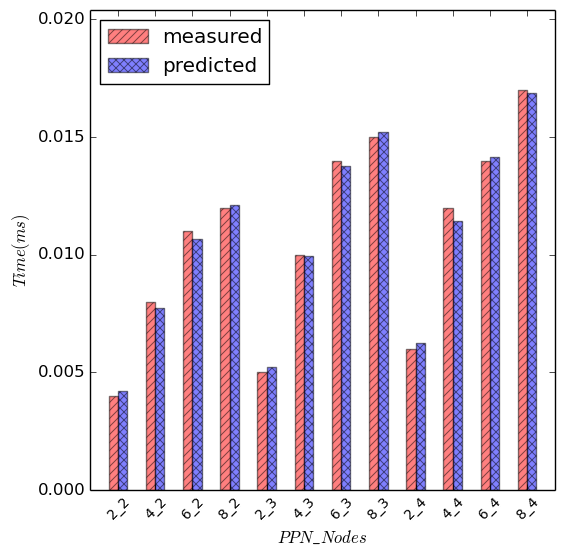 measured
predicted
0.020
0.015
0.010
0.005
0.000
Time(ms)
2_2 4_2 6_2 8_2 2_3 4_3 6_3 8_3 2_4 4_4 6_4 8_4
PPN_Nodes